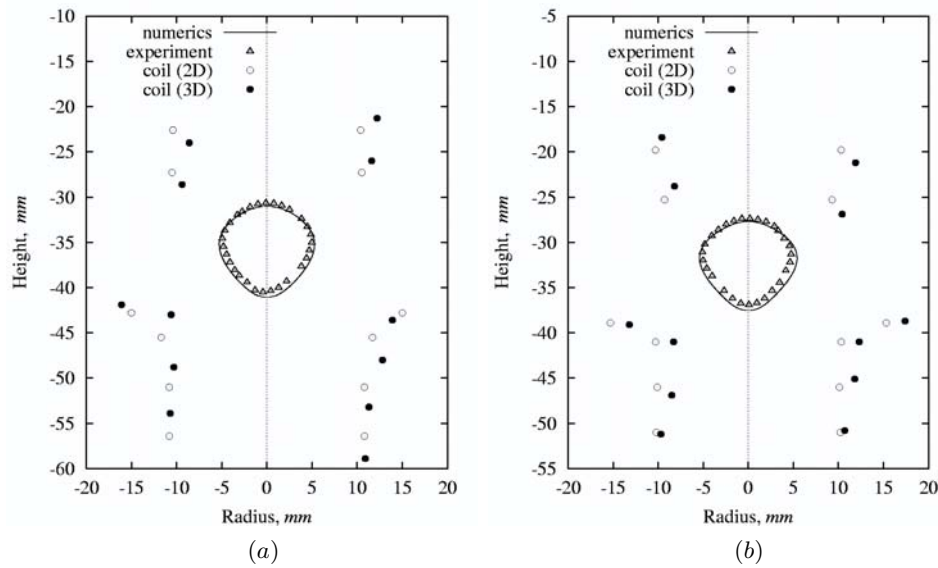 numerics
experiment
coil (2D)
coil (3D)
-10
-15
-20
-25
-30
-35
-40
-45
-50
-55
-60
Height, mm
-20 -15 -10 -5 0 5 10 15 20
Radius, mm
(a)
numerics
experiment
coil (2D)
coil (3D)
-5
-10
-15
-20
-25
-30
-35
-40
-45
-50
-55
Height, mm
-20 -15 -10 -5 0 5 10 15 20
Radius, mm
(b)